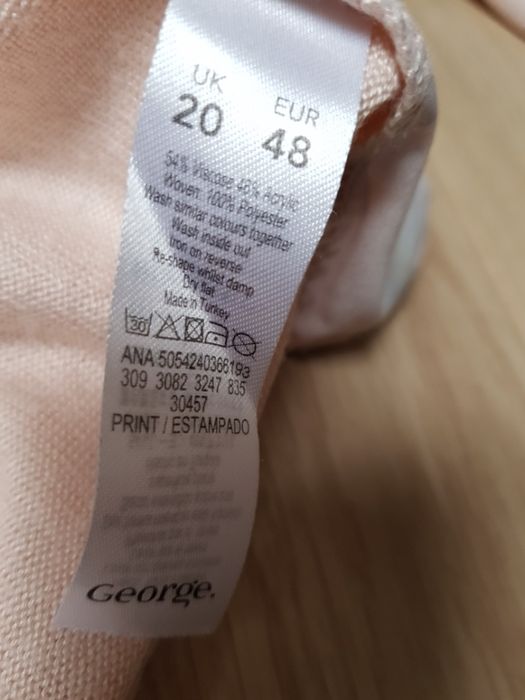 UK EUR
20 48
54% Viscose 46% Acrylic
Woven: 100% Polyester
Wash similar colours together
Wash inside out
Iron on reverse
Re-shape whilst damp
Dry flat
Made in Turkey
30
ANA 5054240366193
309 3082 3247 835
30457
PRINT / ESTAMPADO
George.